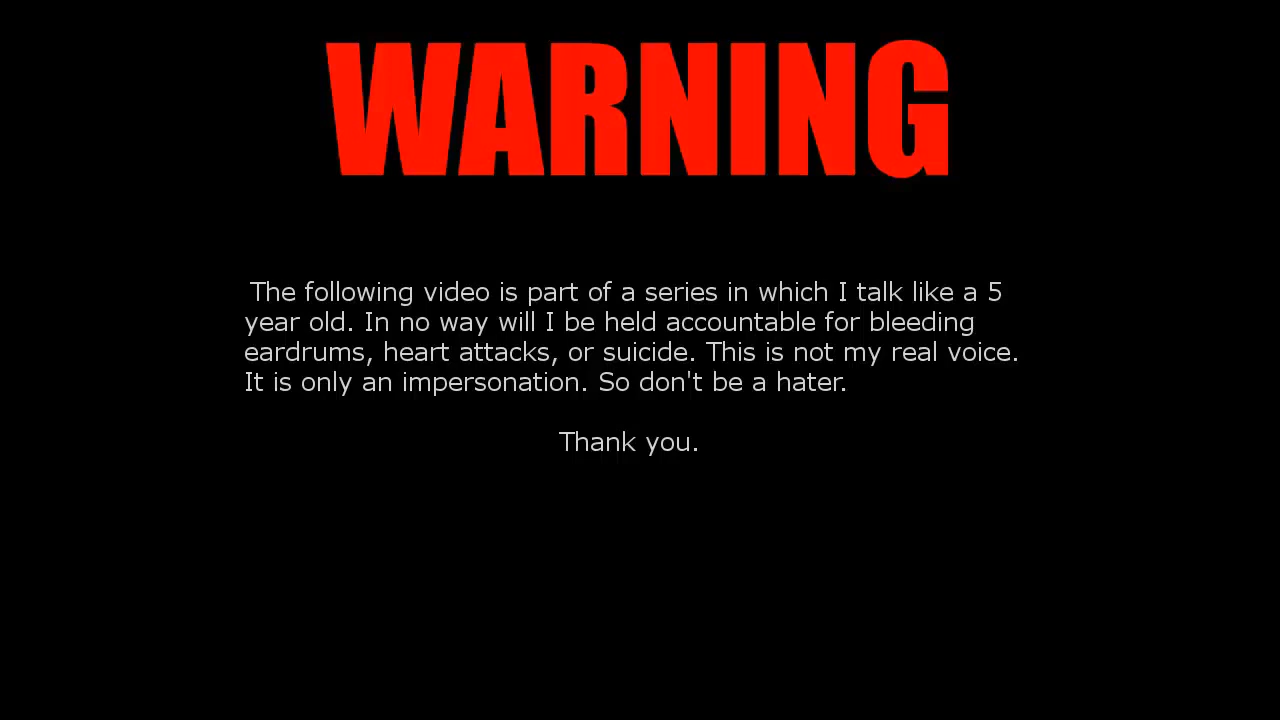 WARNING
The following video is part of a series in which I talk like a 5
year old. In no way will I be held accountable for bleeding
eardrums, heart attacks, or suicide. This is not my real voice.
It is only an impersonation. So don't be a hater.
Thank you.